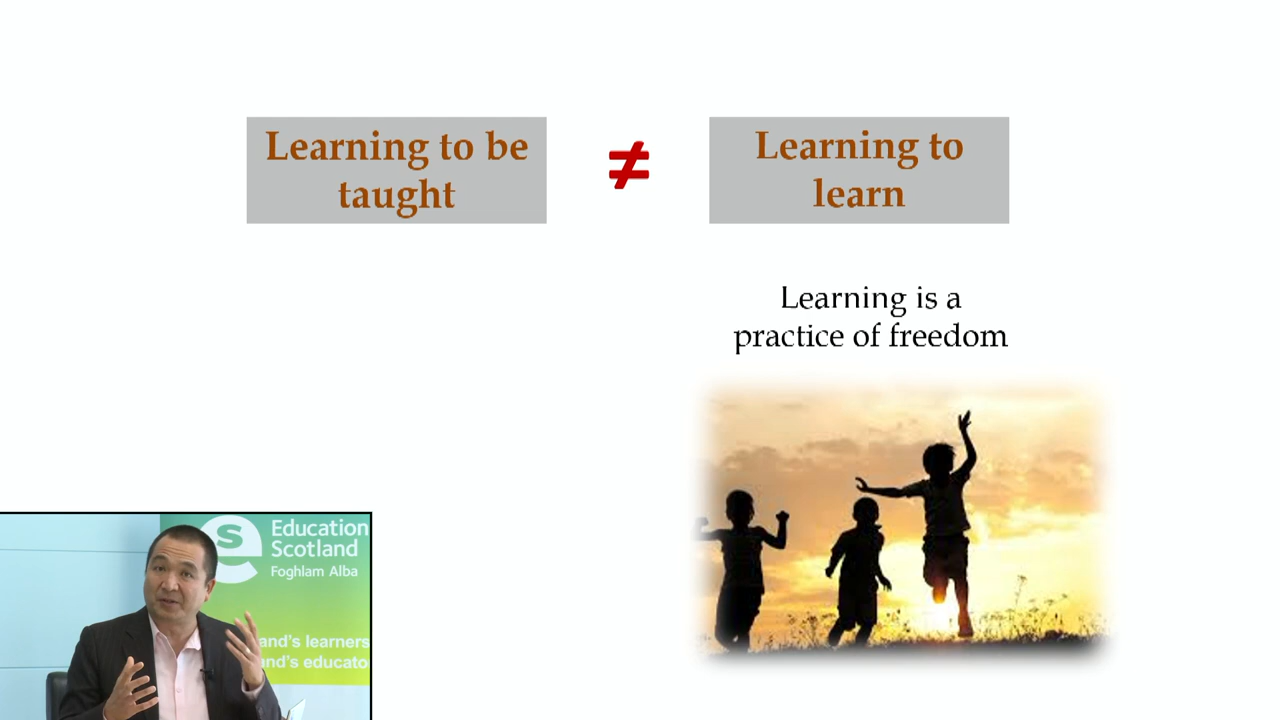 Learning to be
taught
≠
Learning to
learn
Learning is a
practice of freedom
Education
Scotland
Foghlam Alba
and's learners
nd's educato